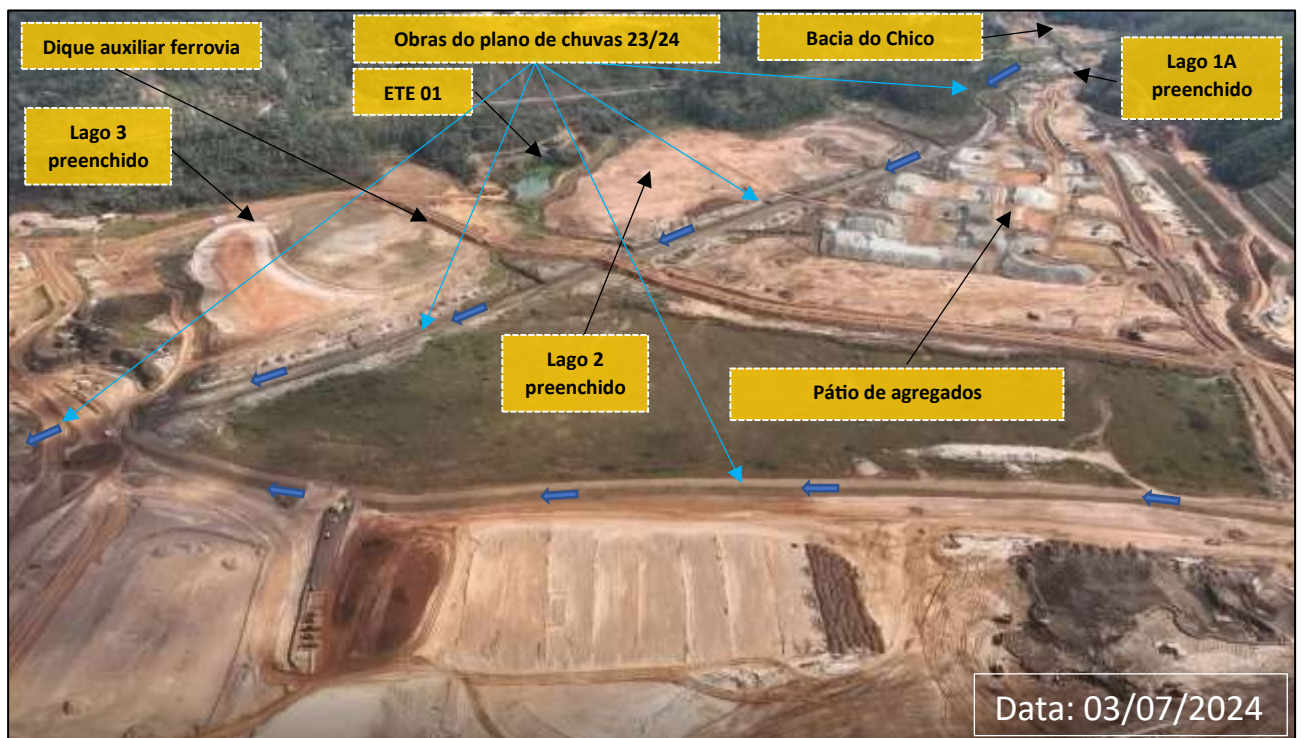 Dique auxiliar ferrovia
Obras do plano de chuvas 23/24
Bacia do Chico
Lago 1A
preenchido
ETE 01
Lago 3
preenchido
Lago 2
preenchido
Pátio de agregados
Data: 03/07/2024